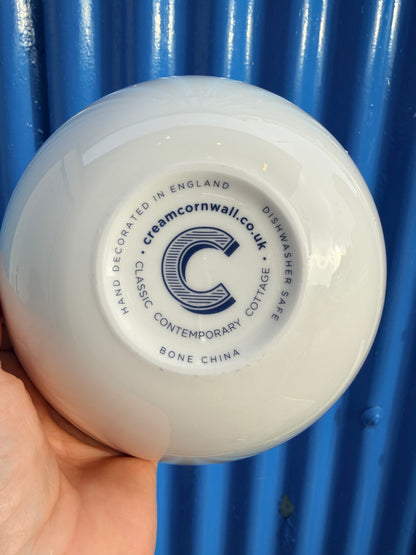 HAND DECORATED IN ENGLAND
DISHWASHER SAFE
• creamcornwall.co.uk •
C
CLASSIC CONTEMPORARY COTTAGE
BONE CHINA